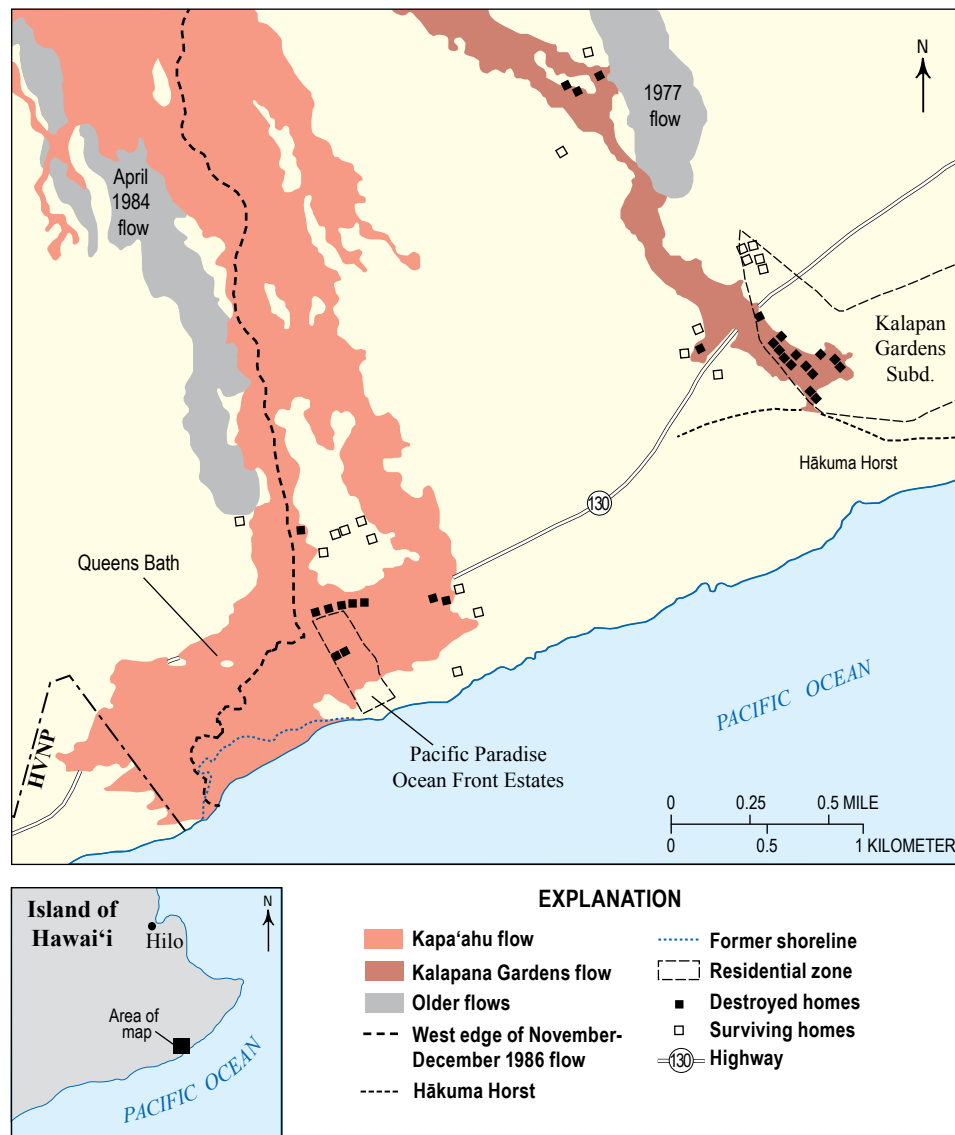 N
1977
flow
April
1984
flow
Kalapan
Gardens
Subd.
Hākuma Horst
130
Queens Bath
PACIFIC OCEAN
Pacific Paradise
Ocean Front Estates
HVNP
0 0.25 0.5 MILE
0 0.5 1 KILOMETER
Island of
Hawai‘i
N
Hilo
Area of
map
PACIFIC OCEAN
EXPLANATION
Kapa‘ahu flow
Kalapana Gardens flow
Older flows
West edge of November-
December 1986 flow
Hākuma Horst
Former shoreline
Residential zone
Destroyed homes
Surviving homes
130 Highway